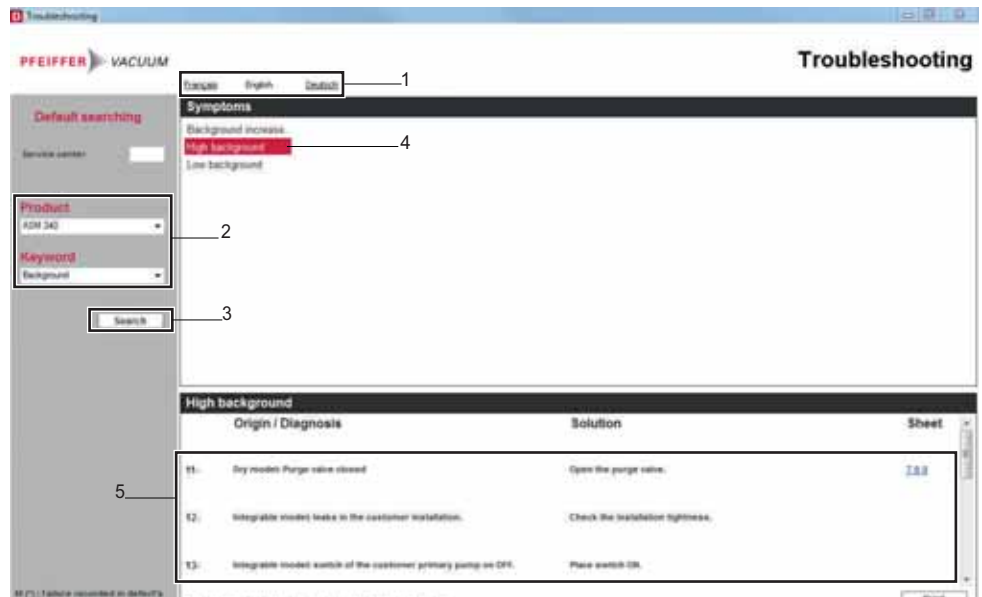 Troubleshooting
PFEIFFER VACUUM
Troubleshooting
Français English Deutsch
1
Default searching
Service center
Symptoms
Background increase
High background
4
Low background
Product
ASM 340
2
Keyword
Background
Search
3
High background
Origin / Diagnosis Solution Sheet
5
11- Dry model: Purge valve closed Open the purge valve.
12- Integrable model: leaks in the customer installation. Check the installation tightness.
13- Integrable model: switch of the customer primary pump on OFF. Place switch ON.